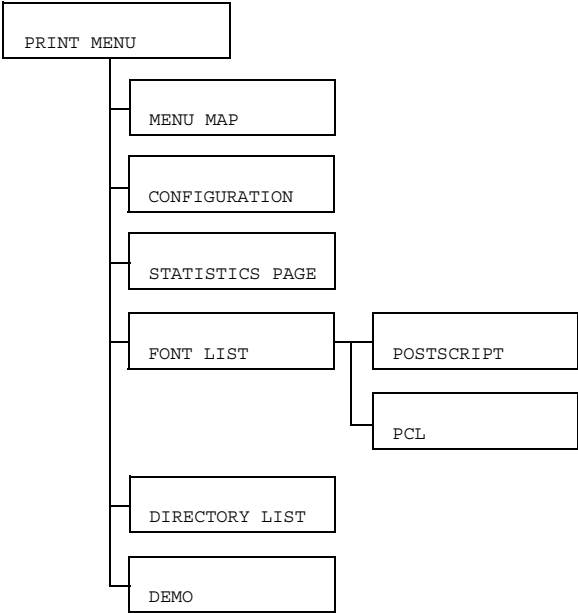 PRINT MENU
MENU MAP
CONFIGURATION
STATISTICS PAGE
FONT LIST
POSTSCRIPT
PCL
DIRECTORY LIST
DEMO